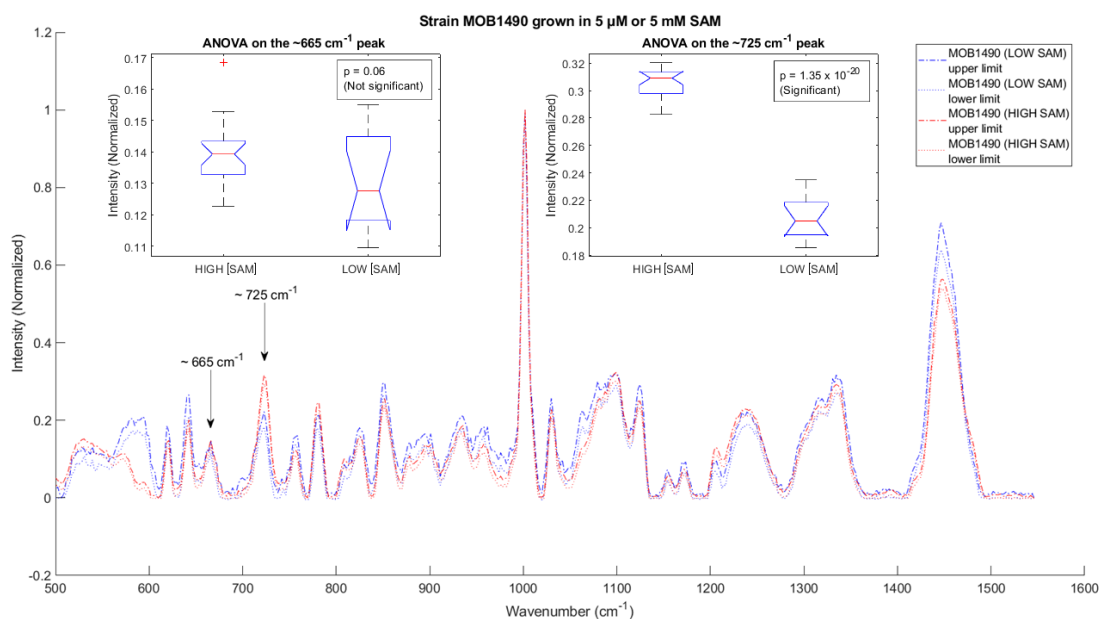 Strain MOB1490 grown in 5 µM or 5 mM SAM
ANOVA on the ~665 cm⁻¹ peak
0.17
0.16
0.15
0.14
0.13
0.12
0.11
Intensity (Normalized)
p = 0.06
(Not significant)
HIGH [SAM]
LOW [SAM]
ANOVA on the ~725 cm⁻¹ peak
0.32
0.3
0.28
0.26
0.24
0.22
0.2
0.18
Intensity (Normalized)
p = 1.35 x 10⁻²⁰
(Significant)
HIGH [SAM]
LOW [SAM]
MOB1490 (LOW SAM)
upper limit
MOB1490 (LOW SAM)
lower limit
MOB1490 (HIGH SAM)
upper limit
MOB1490 (HIGH SAM)
lower limit
~ 725 cm⁻¹
~ 665 cm⁻¹
1.2
1
0.8
0.6
0.4
0.2
0
-0.2
Intensity (Normalized)
500
600
700
800
900
1000
1100
1200
1300
1400
1500
1600
Wavenumber (cm⁻¹)